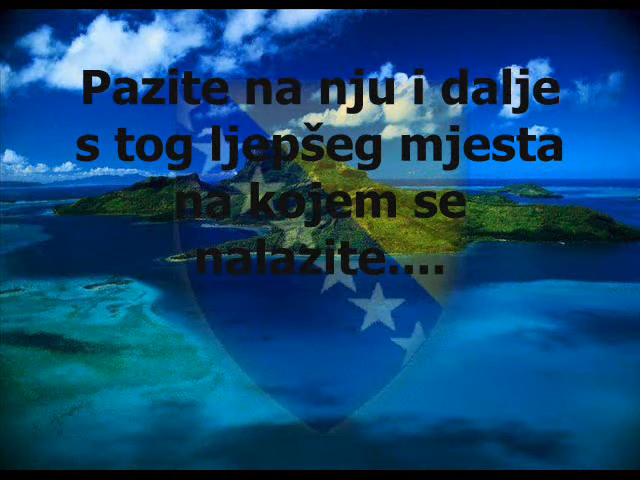 Pazite na nju i dalje
s tog ljepšeg mjesta
na kojem se
nalazite....